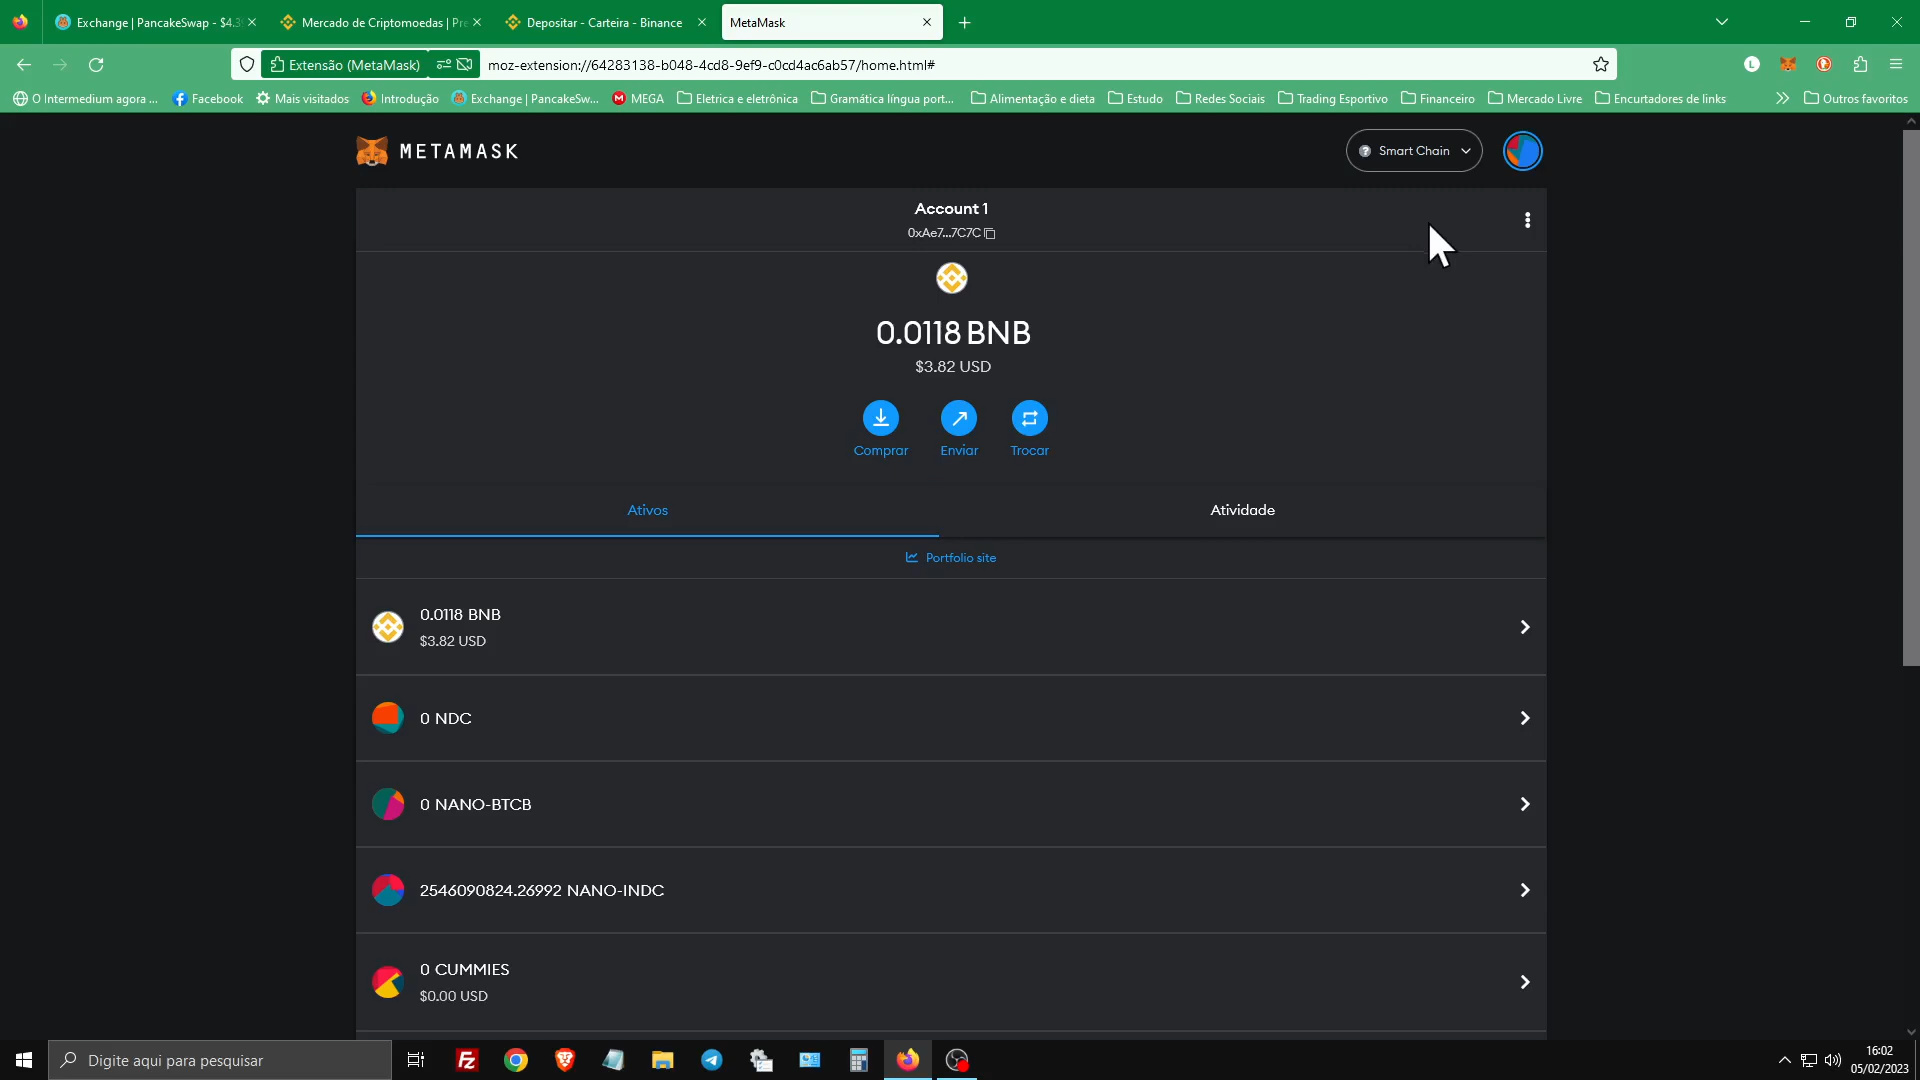 Exchange | PancakeSwap - $4.3
Mercado de Criptomoedas | Pre
Depositar - Carteira - Binance
MetaMask
Extensão (MetaMask)
moz-extension://64283138-b048-4cd8-9ef9-c0cd4ac6ab57/home.html#
L
O Intermedium agora ...
Facebook
Mais visitados
Introdução
Exchange | PancakeSw...
M
MEGA
Eletrica e eletrônica
Gramática língua port...
Alimentação e dieta
Estudo
Redes Sociais
Trading Esportivo
Financeiro
Mercado Livre
Encurtadores de links
Outros favoritos
METAMASK
? Smart Chain
Account 1
0xAe7...7C7C
0.0118 BNB
$3.82 USD
Comprar
Enviar
Trocar
Ativos
Atividade
Portfolio site
0.0118 BNB
$3.82 USD
0 NDC
0 NANO-BTCB
2546090824.26992 NANO-INDC
0 CUMMIES
$0.00 USD
Digite aqui para pesquisar
Fz
16:02
05/02/2023